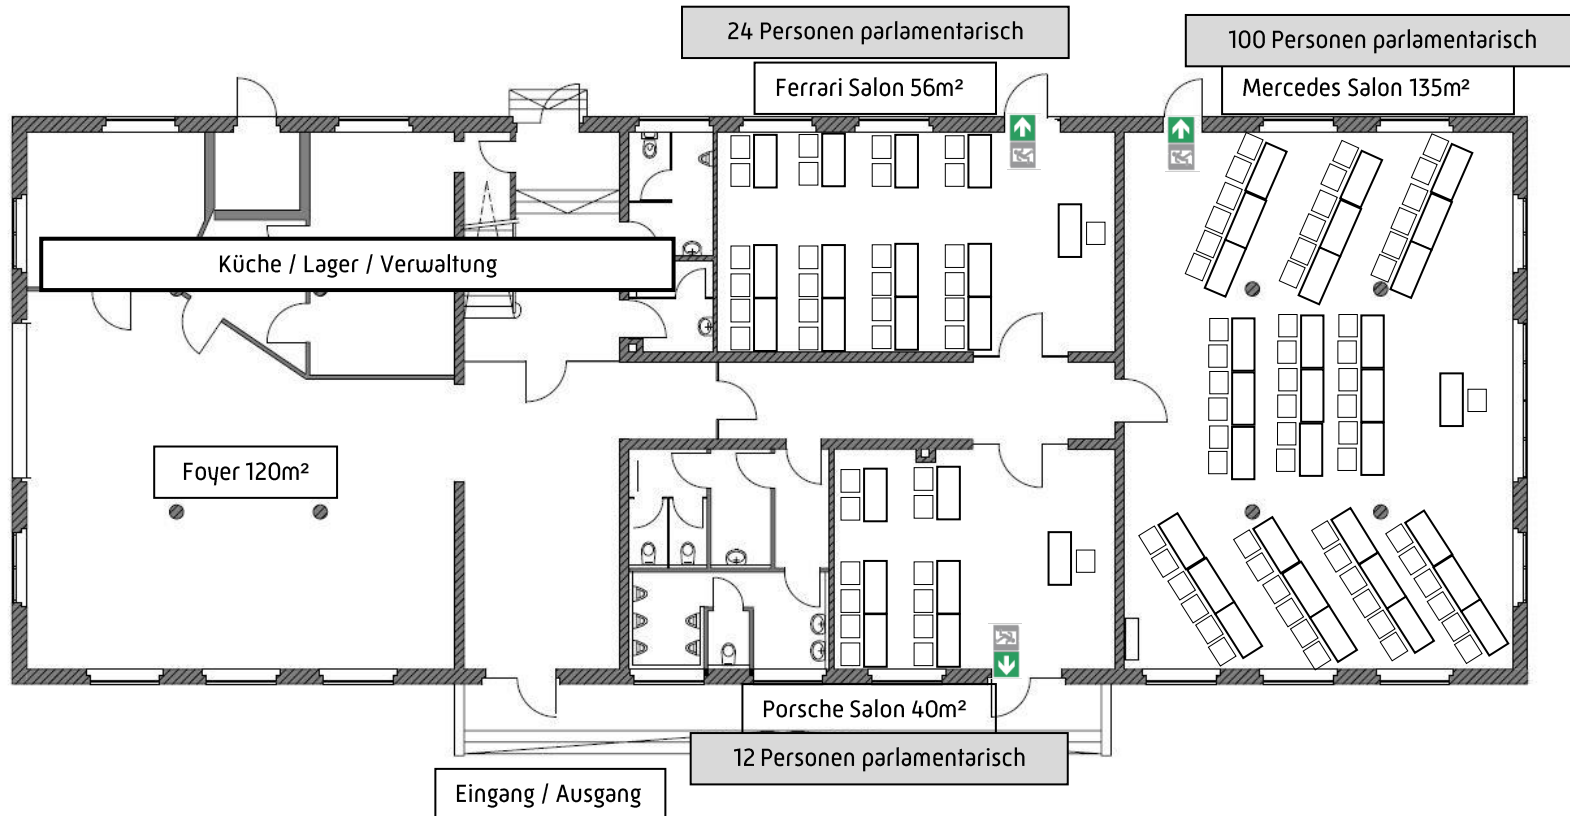 24 Personen parlamentarisch
100 Personen parlamentarisch
Ferrari Salon 56m²
Mercedes Salon 135m²
Küche / Lager / Verwaltung
Foyer 120m²
Porsche Salon 40m²
12 Personen parlamentarisch
Eingang / Ausgang